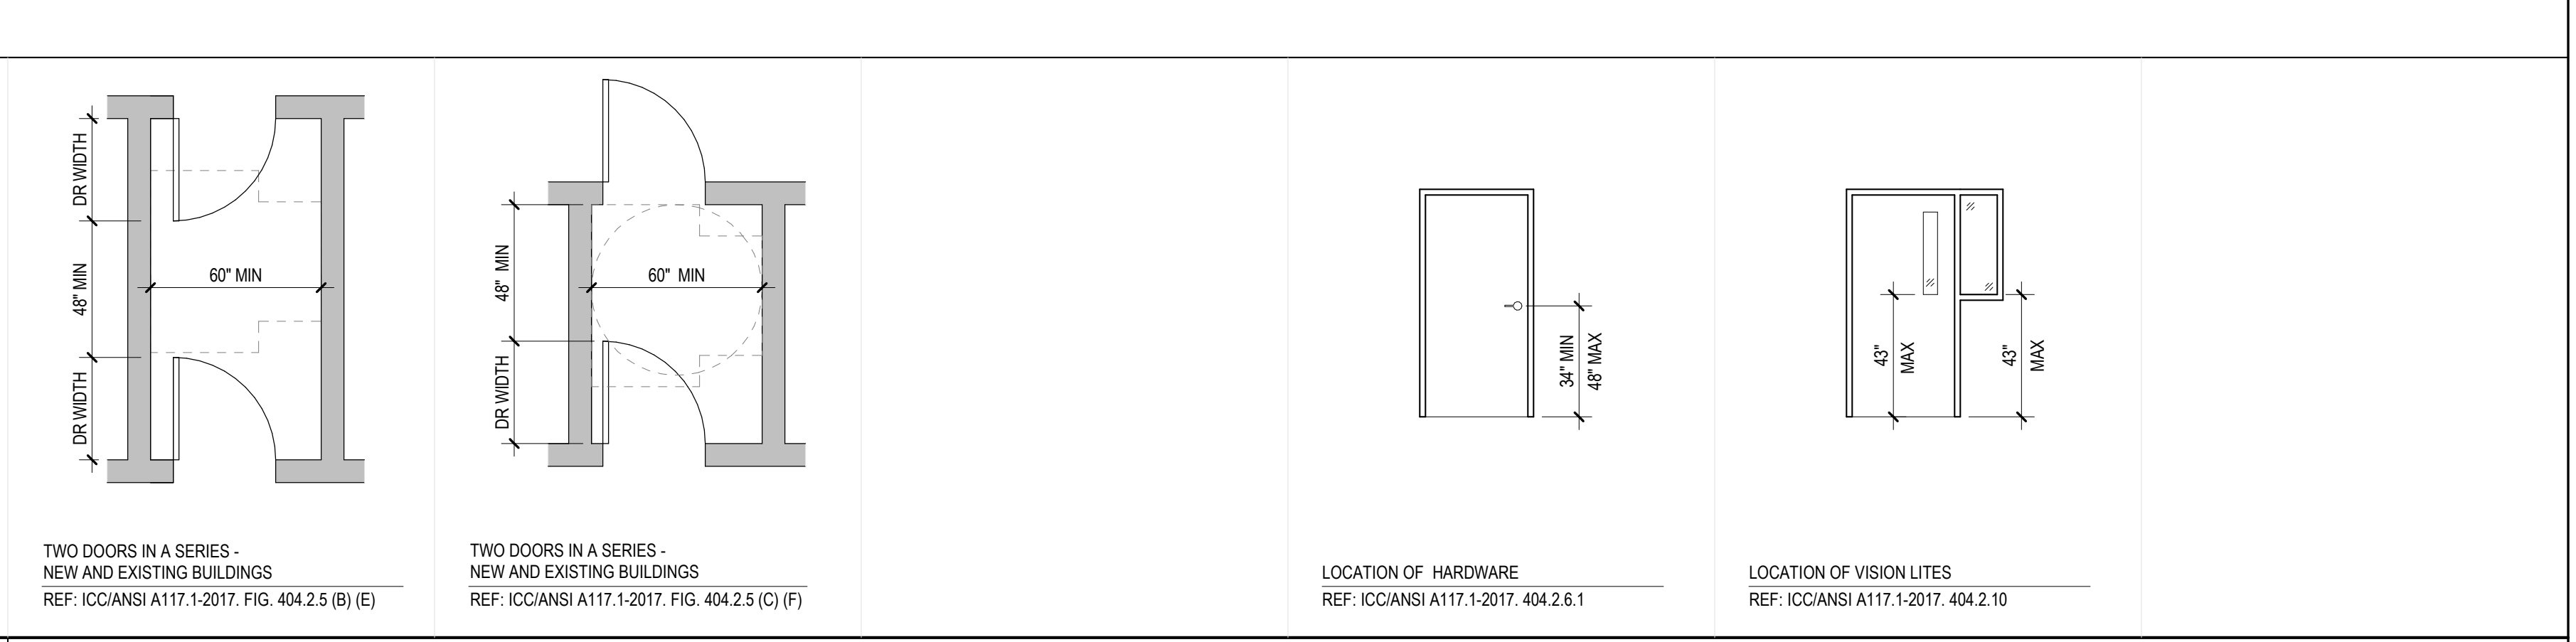 DR WIDTH
48" MIN
DR WIDTH
60" MIN
TWO DOORS IN A SERIES -
NEW AND EXISTING BUILDINGS
REF: ICC/ANSI A117.1-2017. FIG. 404.2.5 (B) (E)
48" MIN
DR WIDTH
60" MIN
TWO DOORS IN A SERIES -
NEW AND EXISTING BUILDINGS
REF: ICC/ANSI A117.1-2017. FIG. 404.2.5 (C) (F)
34" MIN
48" MAX
LOCATION OF HARDWARE
REF: ICC/ANSI A117.1-2017. 404.2.6.1
43"
MAX
43"
MAX
LOCATION OF VISION LITES
REF: ICC/ANSI A117.1-2017. 404.2.10